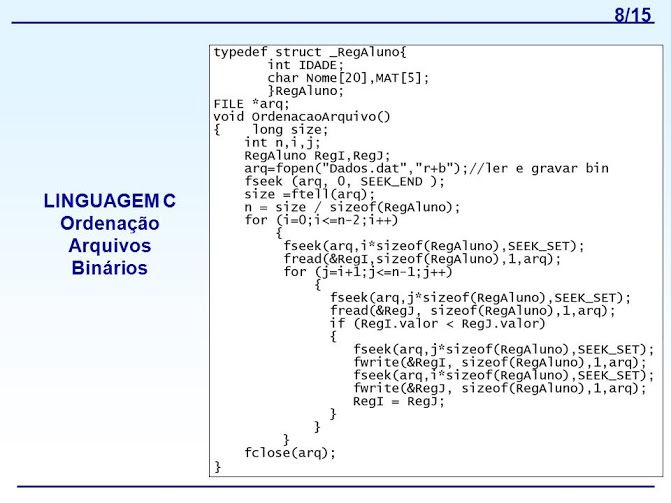 8/15
LINGUAGEM C
Ordenação
Arquivos
Binários
typedef struct _RegAluno{
int IDADE;
char Nome[20],MAT[5];
}RegAluno;
FILE *arq;
void OrdenacaoArquivo()
{ long size;
int n,i,j;
RegAluno RegI,RegJ;
arq=fopen("Dados.dat","r+b");//ler e gravar bin
fseek (arq, 0, SEEK_END );
size =ftell(arq);
n = size / sizeof(RegAluno);
for (i=0;i<=n-2;i++)
{
fseek(arq,i*sizeof(RegAluno),SEEK_SET);
fread(&RegI,sizeof(RegAluno),1,arq);
for (j=i+1;j<=n-1;j++)
{
fseek(arq,j*sizeof(RegAluno),SEEK_SET);
fread(&RegJ, sizeof(RegAluno),1,arq);
if (RegI.valor < RegJ.valor)
{
fseek(arq,j*sizeof(RegAluno),SEEK_SET);
fwrite(&RegI, sizeof(RegAluno),1,arq);
fseek(arq,i*sizeof(RegAluno),SEEK_SET);
fwrite(&RegJ, sizeof(RegAluno),1,arq);
RegI = RegJ;
}
}
}
fclose(arq);
}